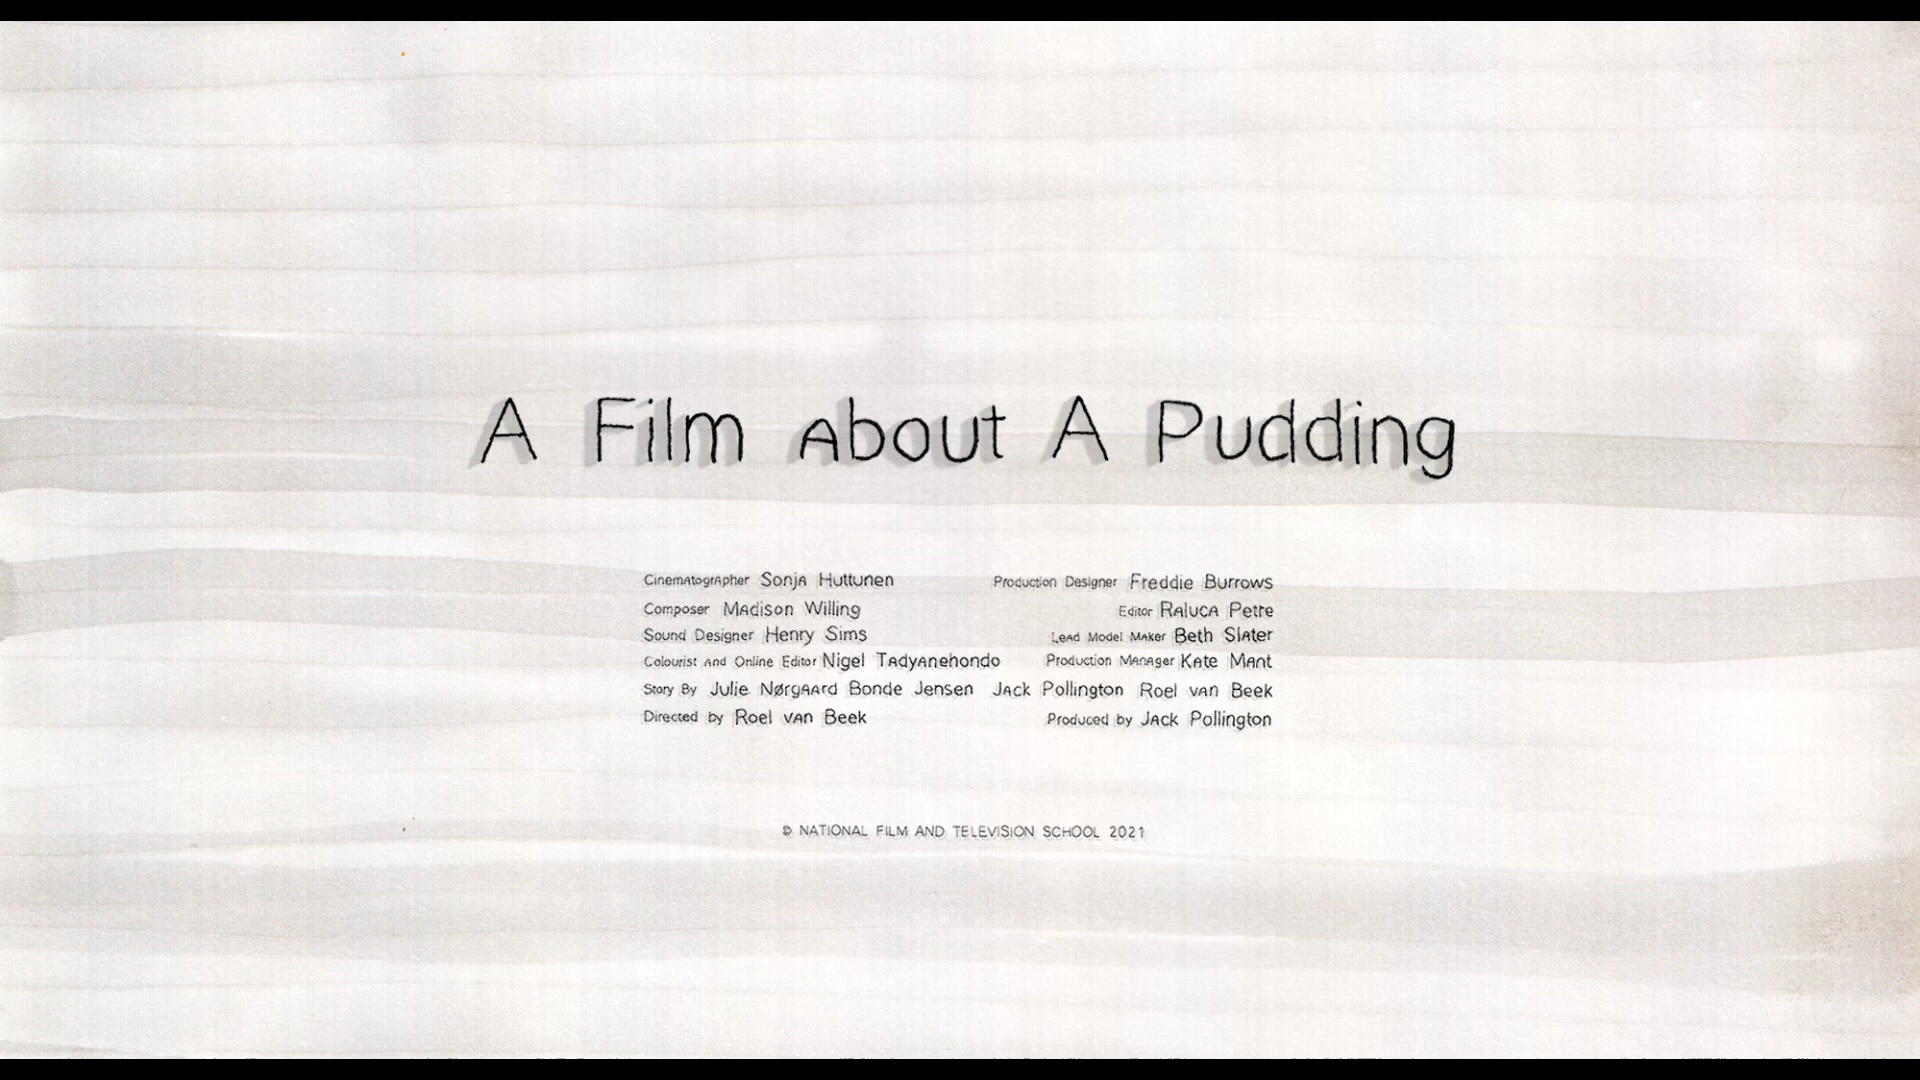 A Film About A Pudding
Cinematographer Sonja Huttunen Production Designer Freddie Burrows
Composer Madison Willing Editor Raluca Petre
Sound Designer Henry Sims Lead Model Maker Beth Slater
Colourist and Online Editor Nigel Tadyanehondo Production Manager Kate Mant
Story By Julie Nørgaard Bonde Jensen Jack Pollington Roel van Beek
Directed by Roel van Beek Produced by Jack Pollington
© NATIONAL FILM AND TELEVISION SCHOOL 2021